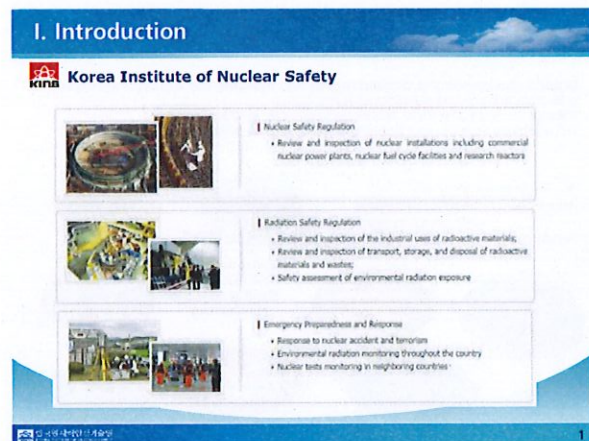 I. Introduction
KINS
Korea Institute of Nuclear Safety
Nuclear Safety Regulation
• Review and inspection of nuclear installations including commercial
nuclear power plants, nuclear fuel cycle facilities and research reactors
Radiation Safety Regulation
• Review and inspection of the industrial uses of radioactive materials;
• Review and inspection of transport, storage, and disposal of radioactive
materials and wastes;
• Safety assessment of environmental radiation exposure
Emergency Preparedness and Response
• Response to nuclear accident and terrorism
• Environmental radiation monitoring throughout the country
• Nuclear tests monitoring in neighboring countries
1